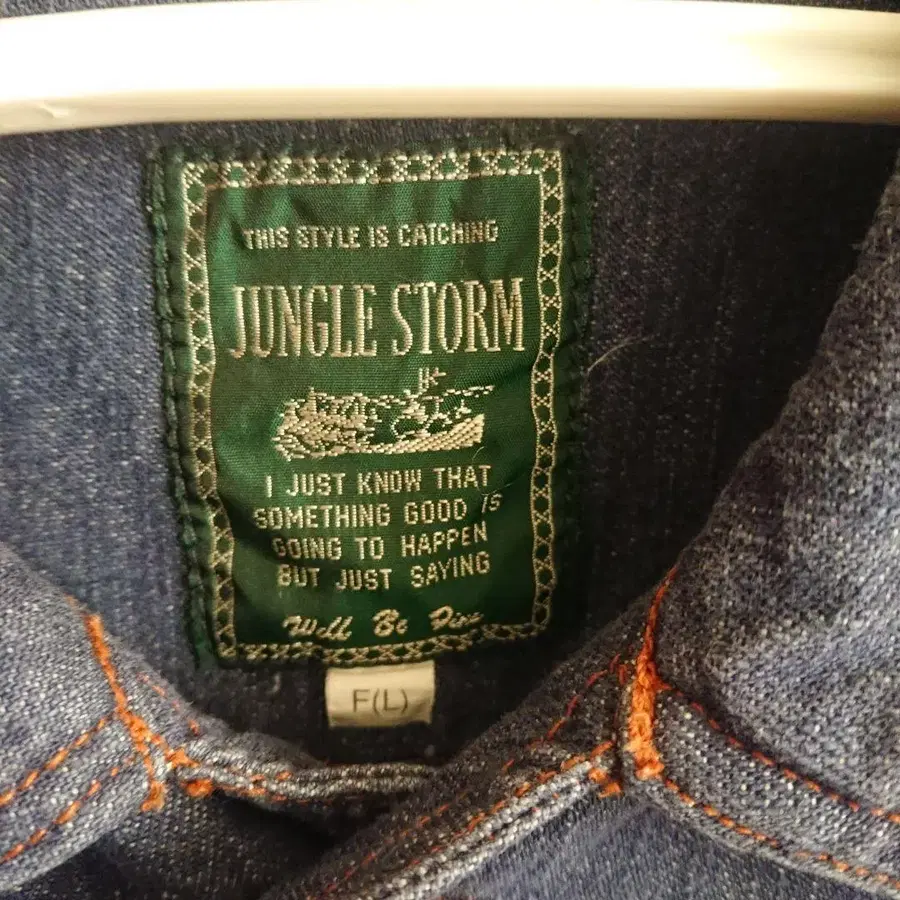 THIS STYLE IS CATCHING
JUNGLE STORM
I JUST KNOW THAT
SOMETHING GOOD IS
GOING TO HAPPEN
BUT JUST SAYING
Will Be
F(L)